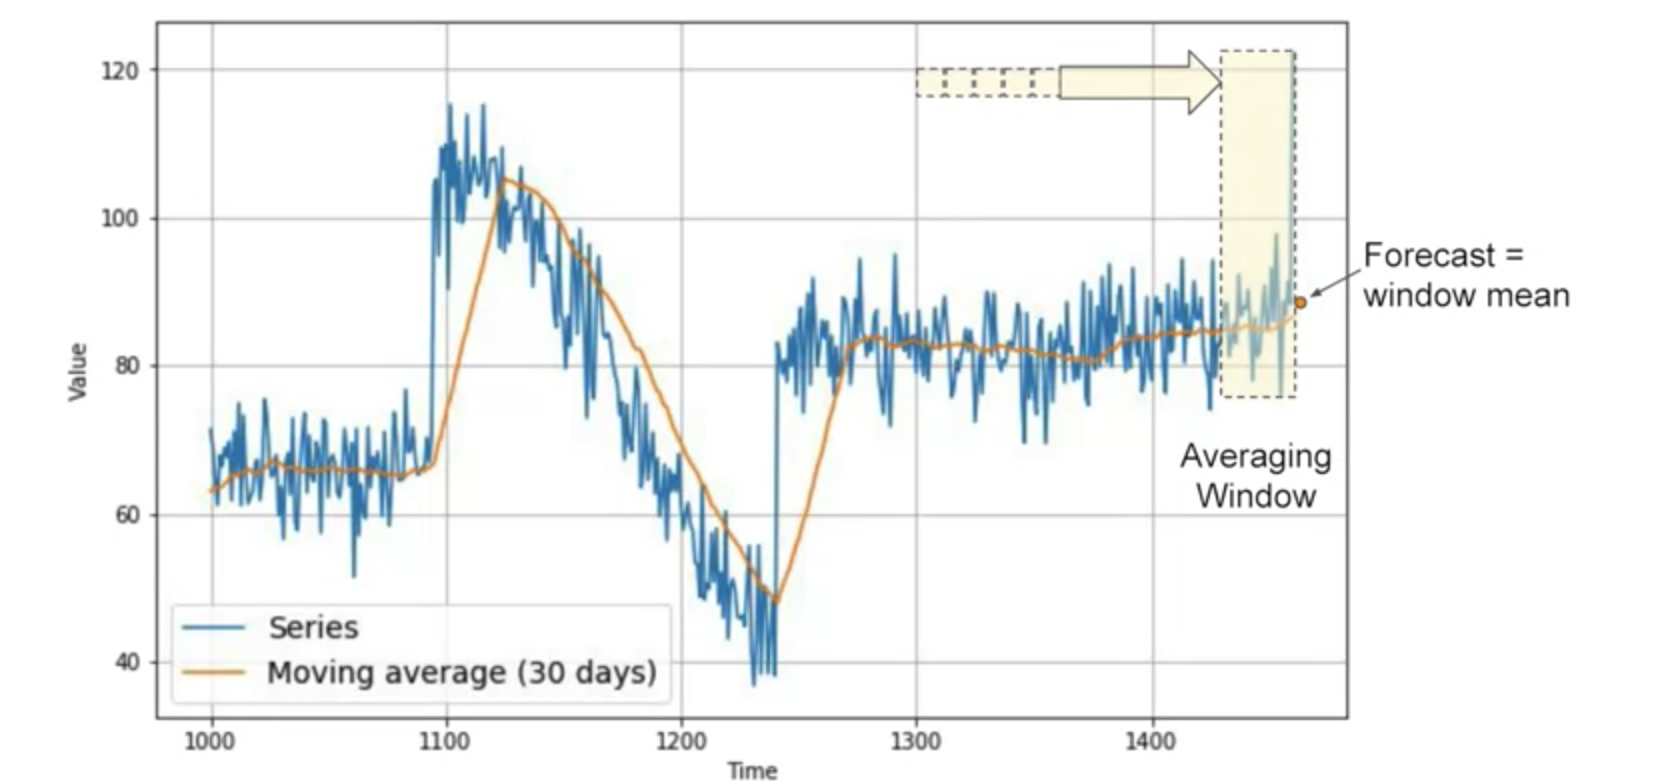 120
100
80
60
40
Value
Forecast =
window mean
Averaging
Window
Series
Moving average (30 days)
1000 1100 1200 1300 1400
Time